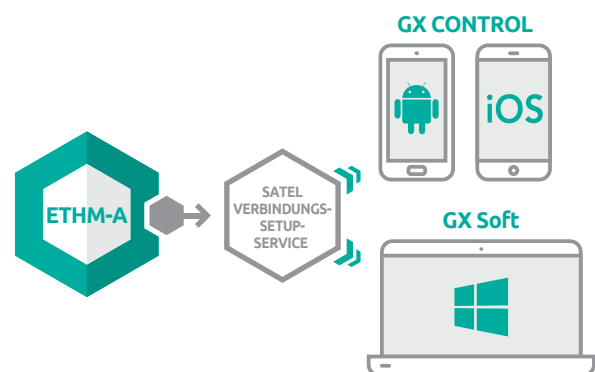 GX CONTROL
iOS
ETHM-A
SATEL
VERBINDUNGS-
SETUP-
SERVICE
GX Soft